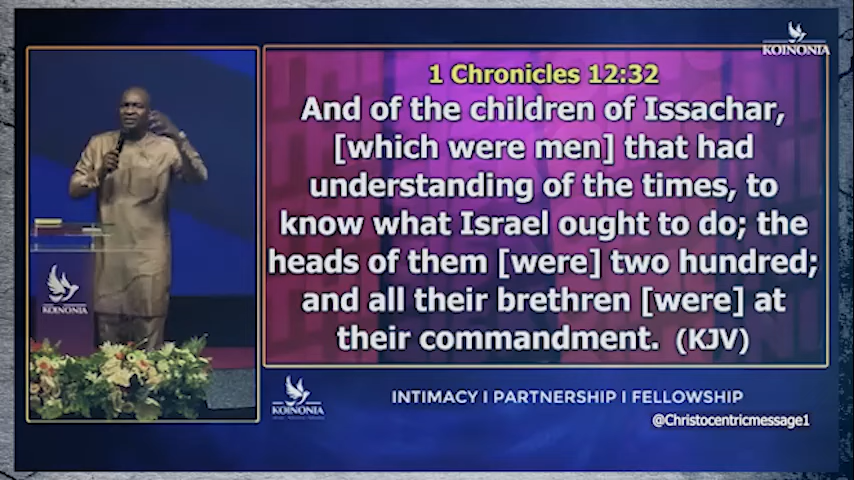 KOINONIA
1 Chronicles 12:32
And of the children of Issachar,
[which were men] that had
understanding of the times, to
know what Israel ought to do; the
heads of them [were] two hundred;
and all their brethren [were] at
their commandment. (KJV)
KOINONIA
KOINONIA
INTIMACY I PARTNERSHIP I FELLOWSHIP
@Christocentricmessage1